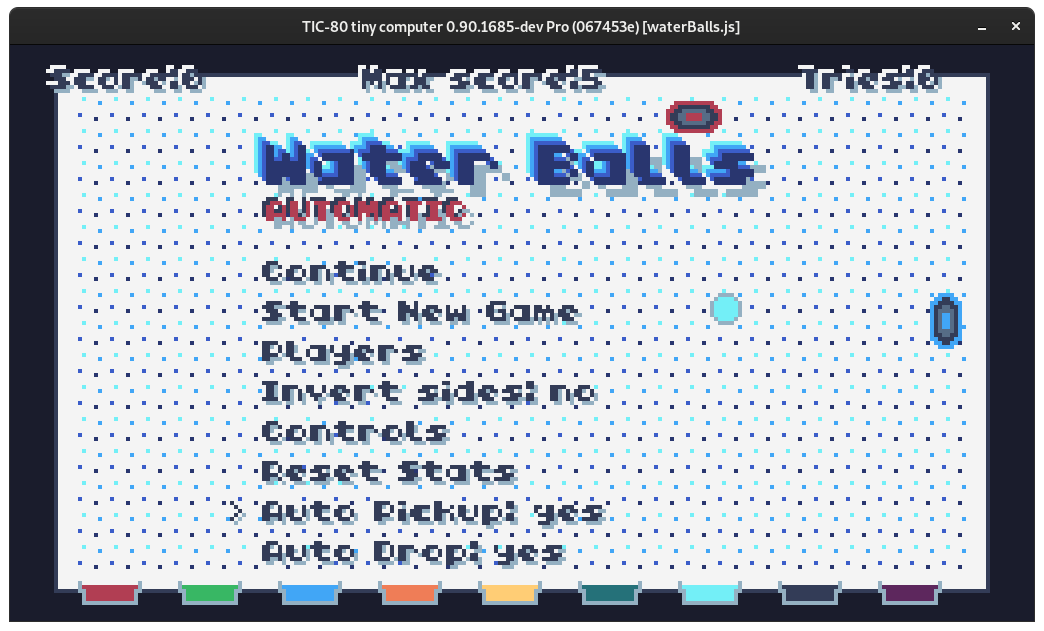 TIC-80 tiny computer 0.90.1685-dev Pro (067453e) [waterBalls.js]
Score:0 Max score:5 Tries:0
Water Balls
AUTOMATIC
Continue
Start New Game
Players
Invert sides: no
Controls
Reset Stats
> Auto Pickup: yes
Auto Drop: yes